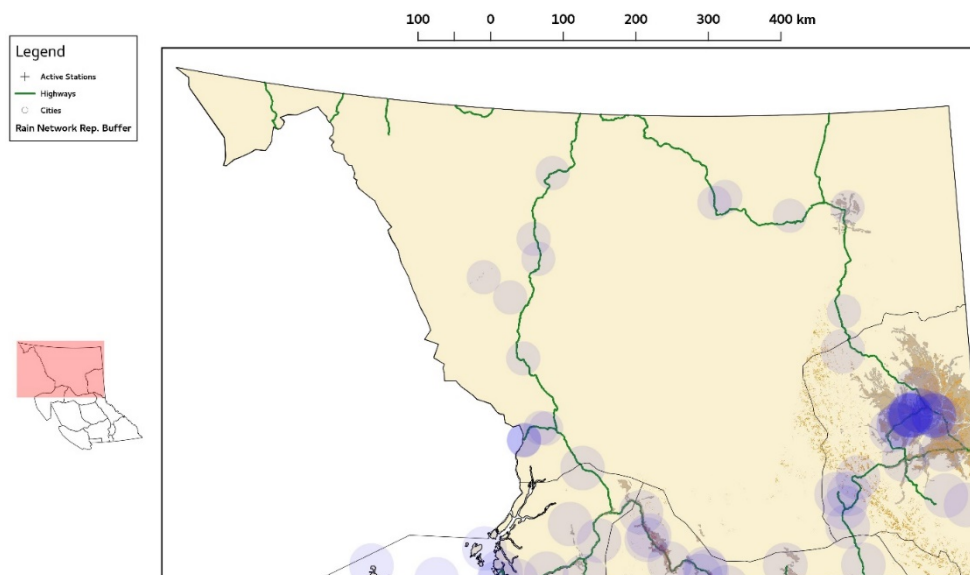 100 0 100 200 300 400 km
Legend
Active Stations
Highways
Cities
Rain Network Rep. Buffer